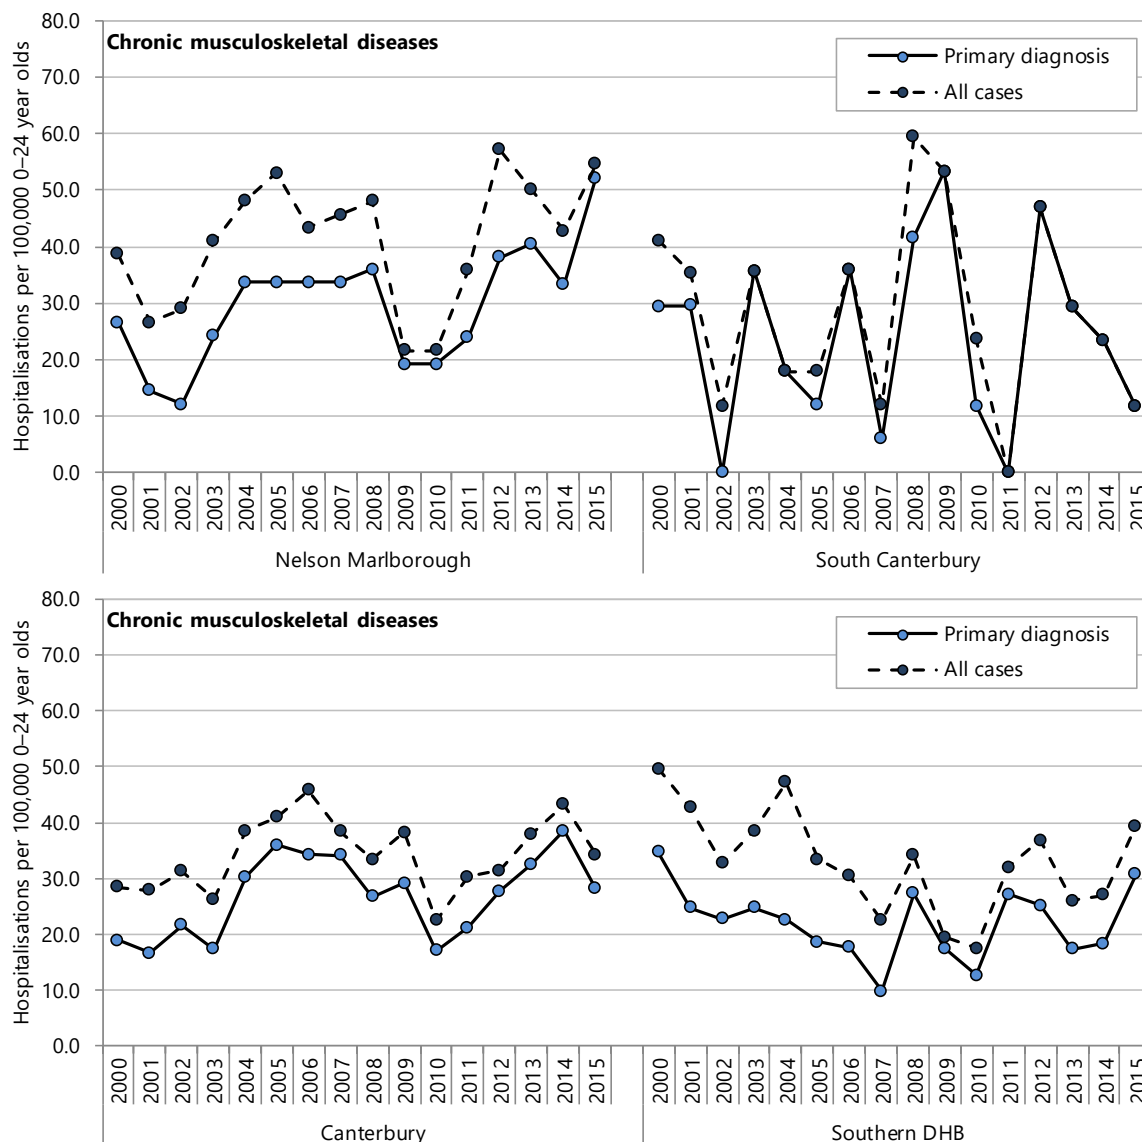 80.0
Chronic musculoskeletal diseases
Primary diagnosis
All cases
70.0
60.0
50.0
40.0
30.0
20.0
10.0
0.0
Hospitalisations per 100,000 0–24 year olds
2000 2001 2002 2003 2004 2005 2006 2007 2008 2009 2010 2011 2012 2013 2014 2015 2000 2001 2002 2003 2004 2005 2006 2007 2008 2009 2010 2011 2012 2013 2014 2015
Nelson Marlborough South Canterbury
80.0
Chronic musculoskeletal diseases
Primary diagnosis
All cases
70.0
60.0
50.0
40.0
30.0
20.0
10.0
0.0
Hospitalisations per 100,000 0–24 year olds
2000 2001 2002 2003 2004 2005 2006 2007 2008 2009 2010 2011 2012 2013 2014 2015 2000 2001 2002 2003 2004 2005 2006 2007 2008 2009 2010 2011 2012 2013 2014 2015
Canterbury Southern DHB